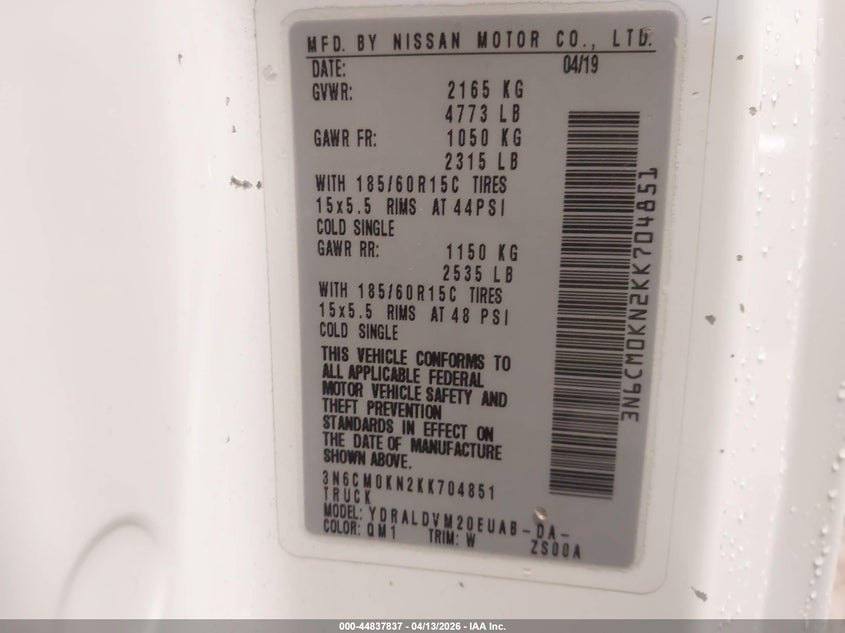 MFD. BY NISSAN MOTOR CO., LTD.
DATE: 04/19
GVWR: 2165 KG
4773 LB
GAWR FR: 1050 KG
2315 LB
WITH 185/60R15C TIRES
15x5.5 RIMS AT 44PSI
COLD SINGLE
GAWR RR: 1150 KG
2535 LB
WITH 185/60R15C TIRES
15x5.5 RIMS AT 48 PSI
COLD SINGLE
THIS VEHICLE CONFORMS TO
ALL APPLICABLE FEDERAL
MOTOR VEHICLE SAFETY AND
THEFT PREVENTION
STANDARDS IN EFFECT ON
THE DATE OF MANUFACTURE
SHOWN ABOVE.
3N6CM0KN2KK704851
TRUCK
MODEL: YDRALDVM20EUAB-DA-
COLOR: QM1 TRIM: W ZS00A
3N6CM0KN2KK704851
000-44837837 - 04/13/2026 - IAA Inc.